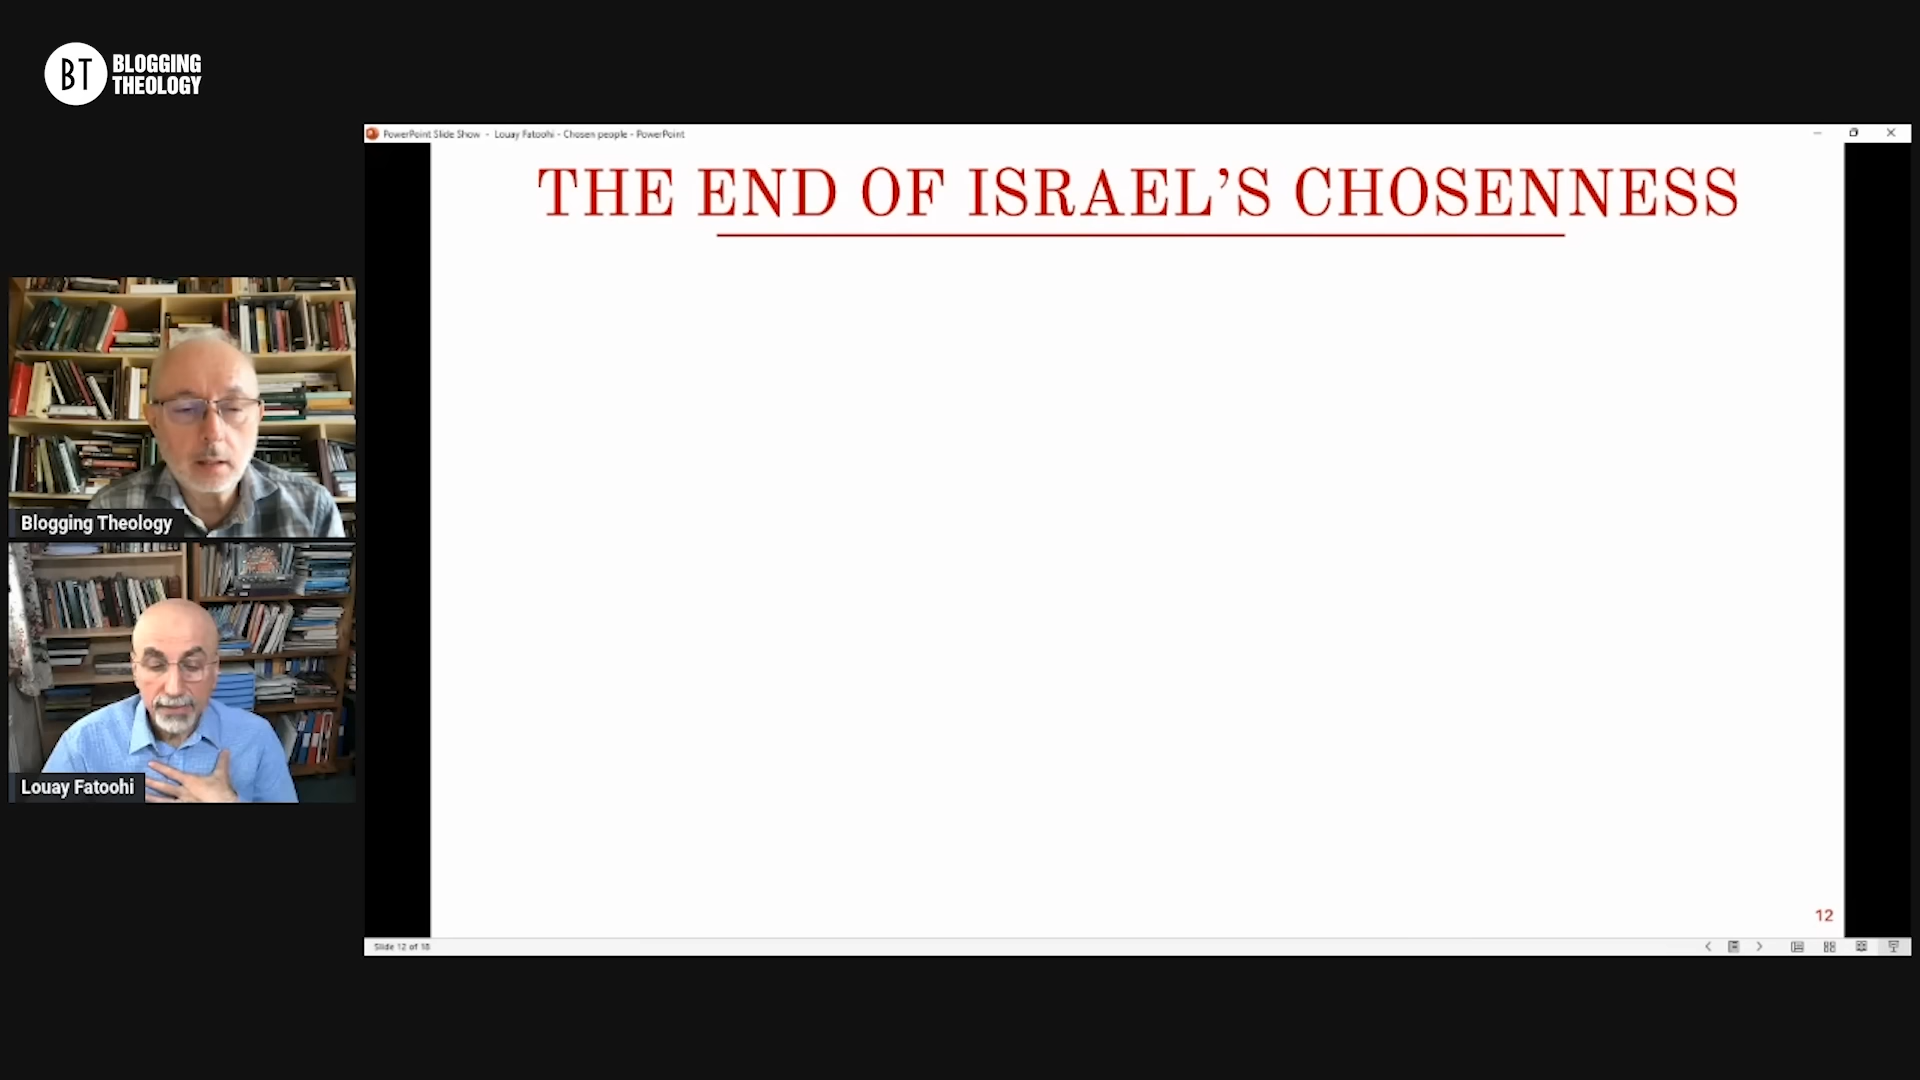 BT
BLOGGING
THEOLOGY
PowerPoint Slide Show - Louay Fatoohi - Chosen people - PowerPoint
THE END OF ISRAEL’S CHOSENNESS
Blogging Theology
Louay Fatoohi
12
Slide 12 of 18